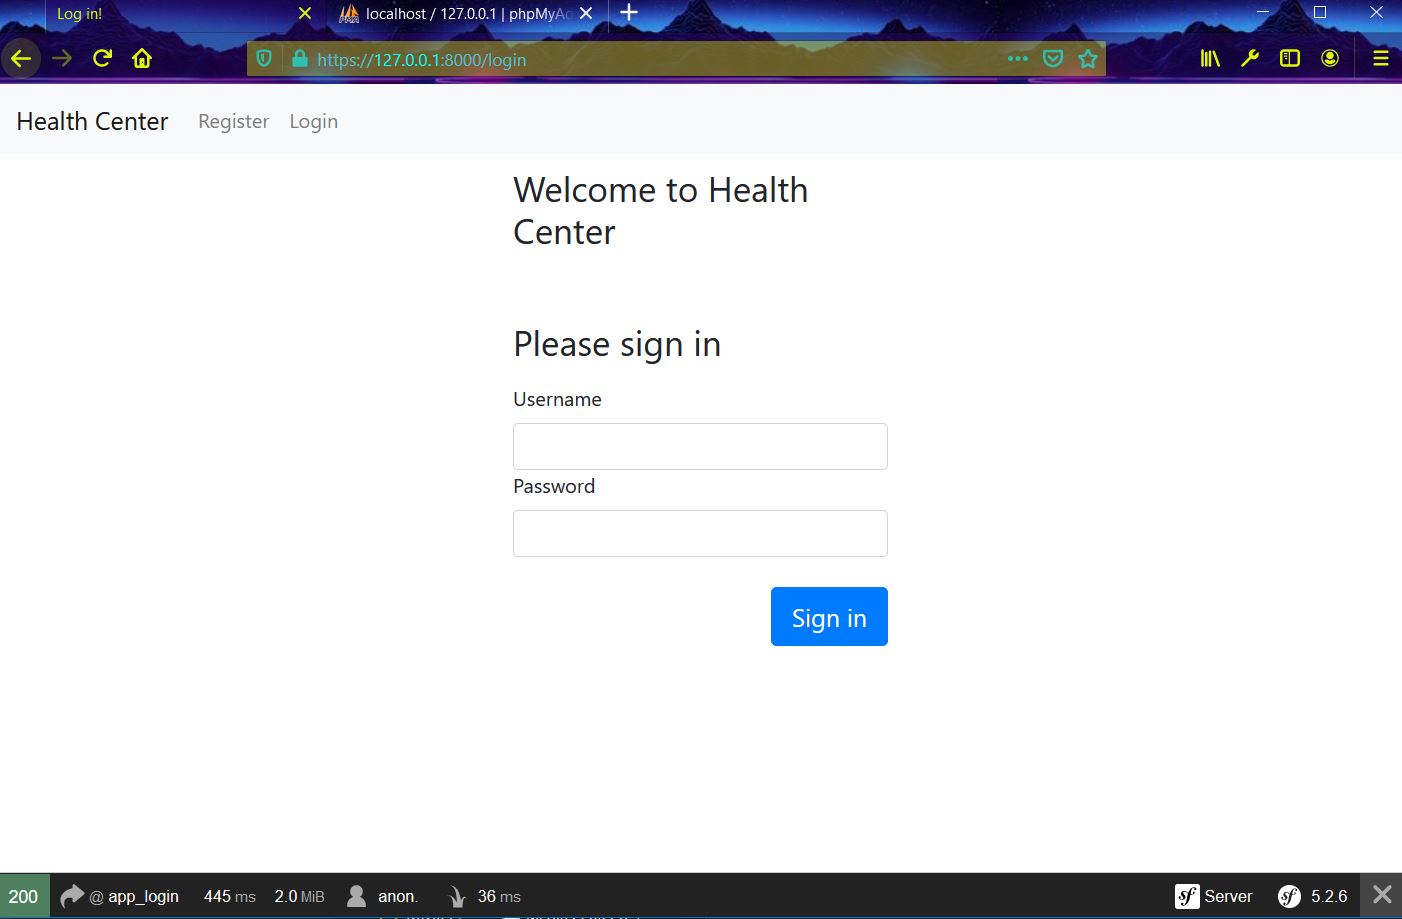 Log in!
localhost / 127.0.0.1 | phpMyAd
https://127.0.0.1:8000/login
Health Center Register Login
Welcome to Health
Center
Please sign in
Username
Password
Sign in
200 @ app_login 445 ms 2.0 MiB anon. 36 ms Server 5.2.6